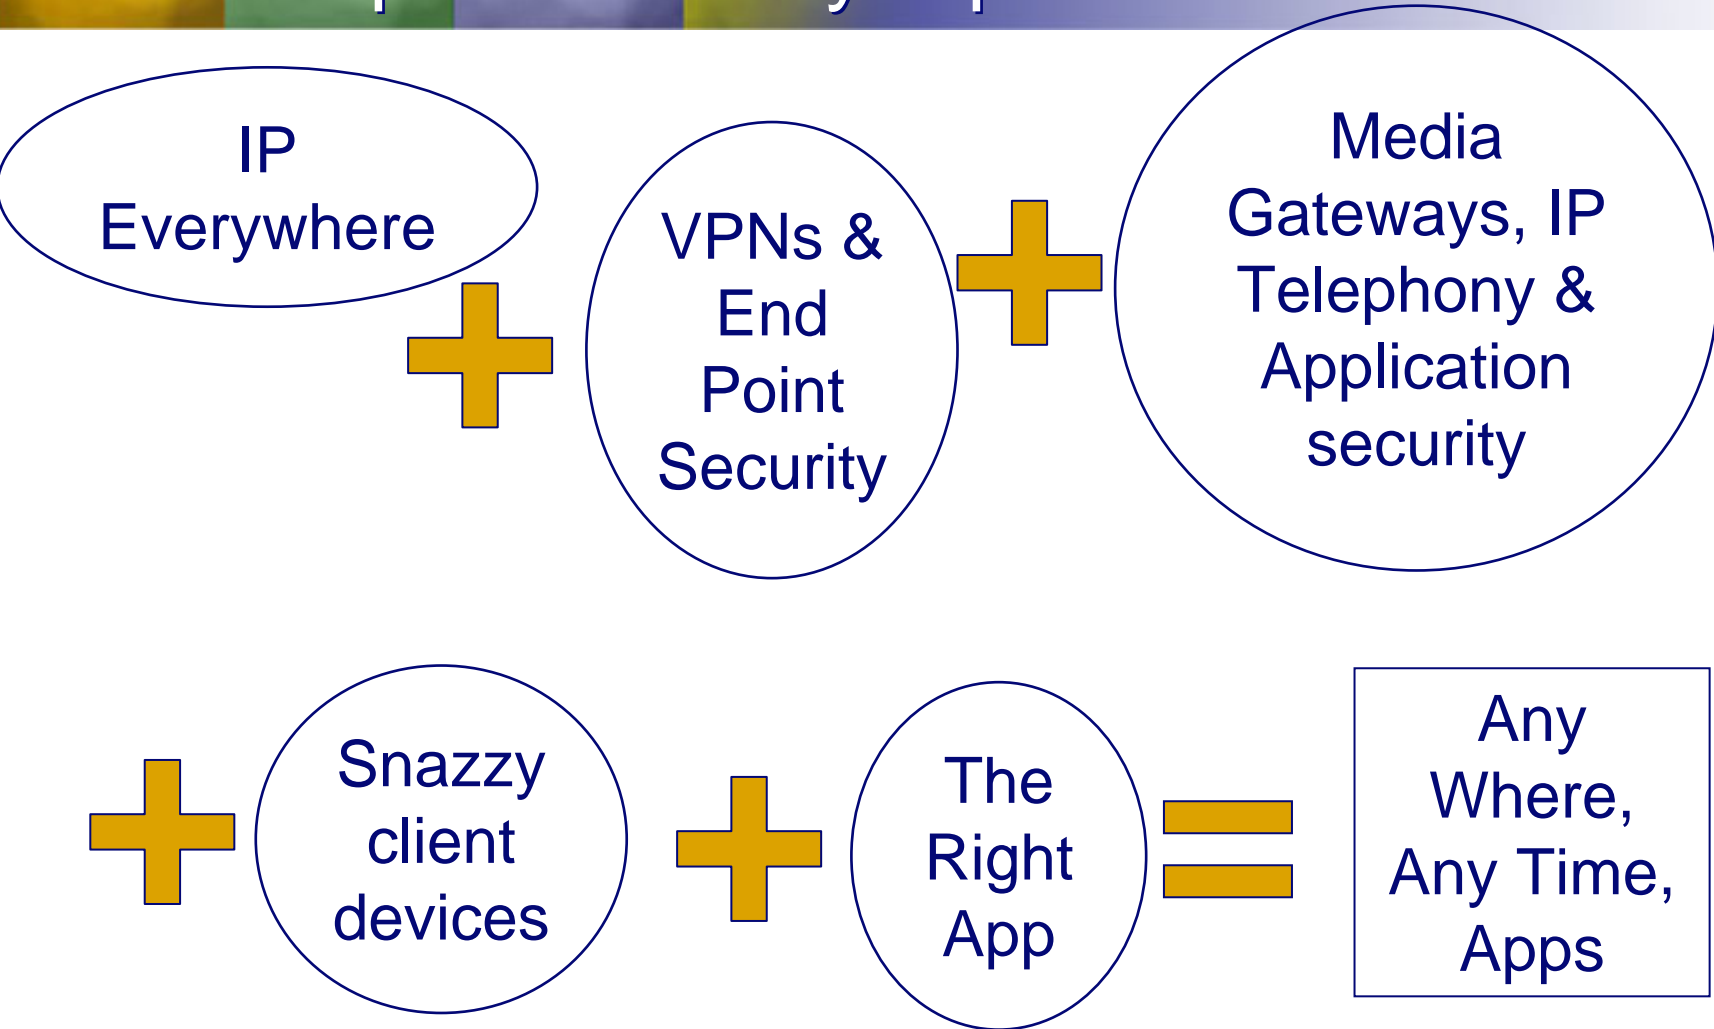 IP
Everywhere
VPNs &
End
Point
Security
Media
Gateways, IP
Telephony &
Application
security
Snazzy
client
devices
The
Right
App
Any
Where,
Any Time,
Apps